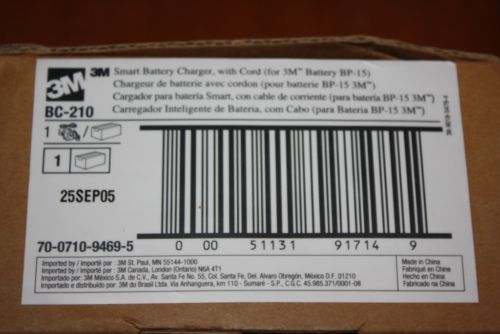 3M 3M Smart Battery Charger, with Cord (for 3M™ Battery BP-15)
Chargeur de batterie avec cordon (pour batterie BP-15 3M™)
Cargador para batería Smart, con cable de corriente (para batería BP-15 3M™)
BC-210 Carregador Inteligente de Bateria, com Cabo (para Bateria BP-15 3M™)
1 /
1
25SEP05
70-0710-9469-5 0 00 51131 91714 9
Imported by / Importé par : 3M St. Paul, MN 55144-1000
Imported by / Importé par : 3M Canada, London (Ontario) N6A 4T1
Importado por: 3M México S.A. de C.V., Av. Santa Fe No. 55, Col. Santa Fe, Del. Alvaro Obregón, México D.F. 01210
Importado e distribuido por: 3M do Brasil Ltda. Via Anhanguera, km 110 - Sumaré - S.P., C.G.C. 45.985.371/0001-08
Made in China
Fabriqué en Chine
Hecho en China
Fabricado na China